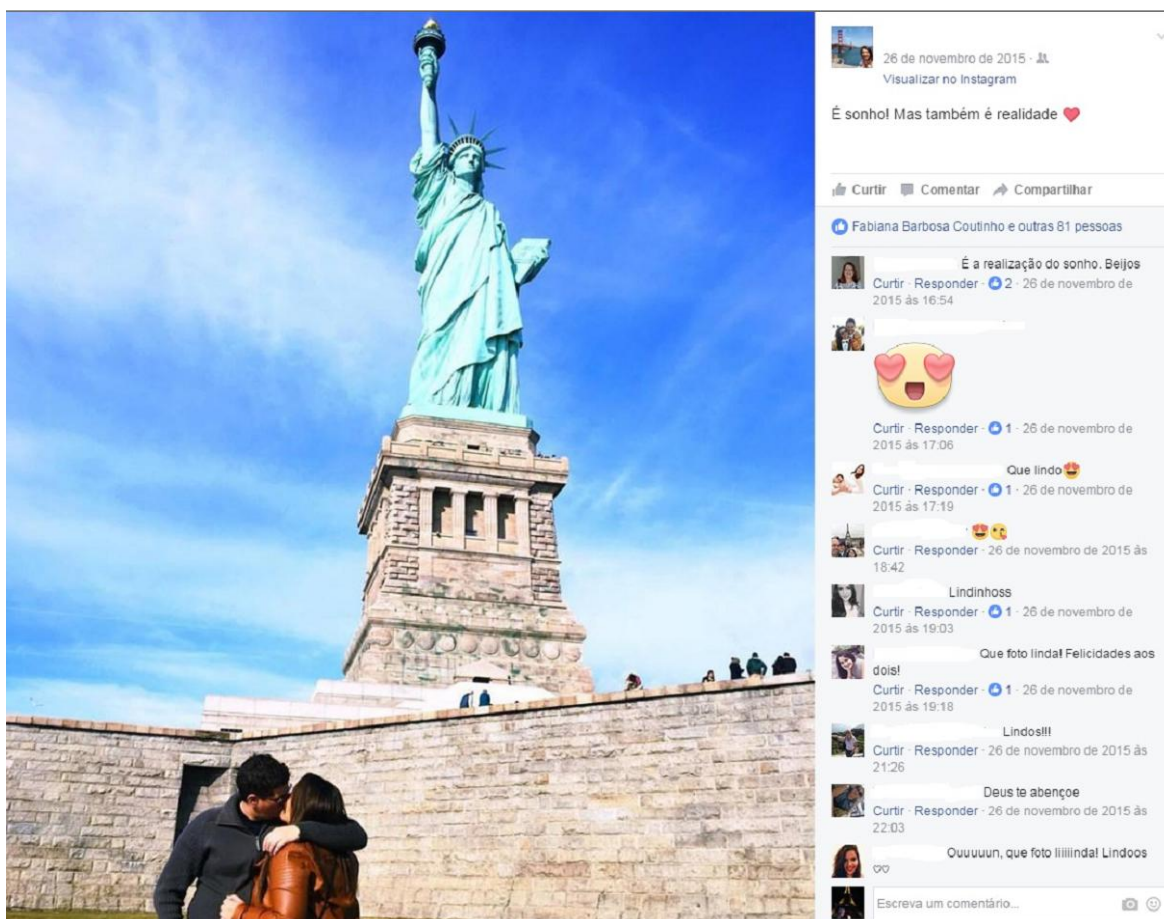 26 de novembro de 2015 ·
Visualizar no Instagram
É sonho! Mas também é realidade ❤
Curtir Comentar Compartilhar
Fabiana Barbosa Coutinho e outras 81 pessoas
É a realização do sonho. Beijos
Curtir · Responder · 2 · 26 de novembro de
2015 às 16:54
Curtir · Responder · 1 · 26 de novembro de
2015 às 17:06
Que lindo😍
Curtir · Responder · 1 · 26 de novembro de
2015 às 17:19
😍😘
Curtir · Responder · 26 de novembro de 2015 às
18:42
Lindinhoss
Curtir · Responder · 1 · 26 de novembro de
2015 às 19:03
Que foto linda! Felicidades aos
dois!
Curtir · Responder · 1 · 26 de novembro de
2015 às 19:18
Lindos!!!
Curtir · Responder · 26 de novembro de 2015 às
21:26
Deus te abençoe
Curtir · Responder · 26 de novembro de 2015 às
22:03
Ouuuuun, que foto liiiiiinda! Lindoos
♡♡
Escreva um comentário...